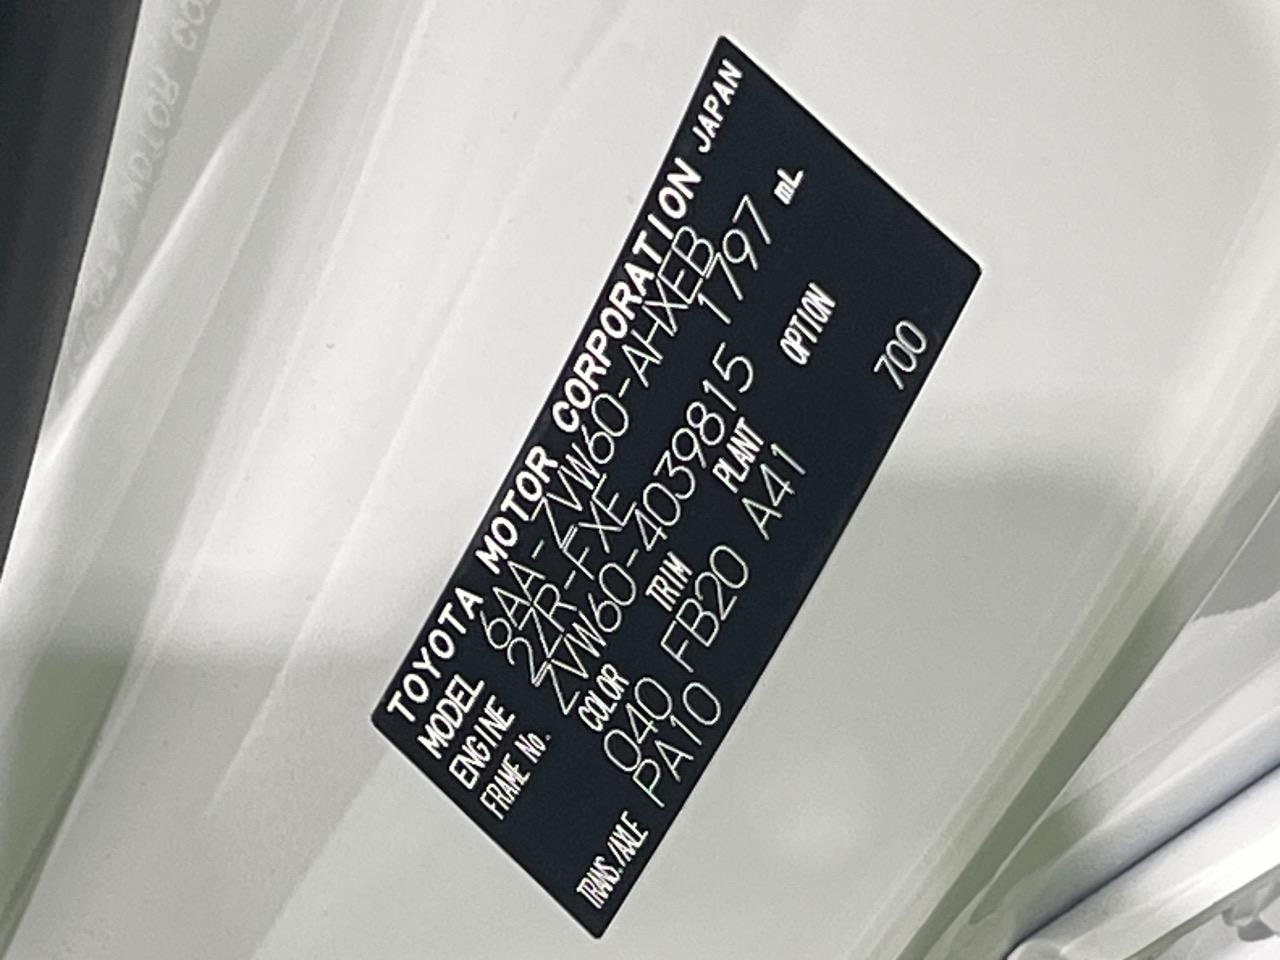 TOYOTA MOTOR CORPORATION JAPAN
MODEL 6AA-ZVW60-AHXEB
ENGINE 2ZR-FXE 1797 mL
FRAME No. ZVW60-4039815
COLOR TRIM PLANT OPTION
040 FB20 A41 700
TRANS./AXLE PA10